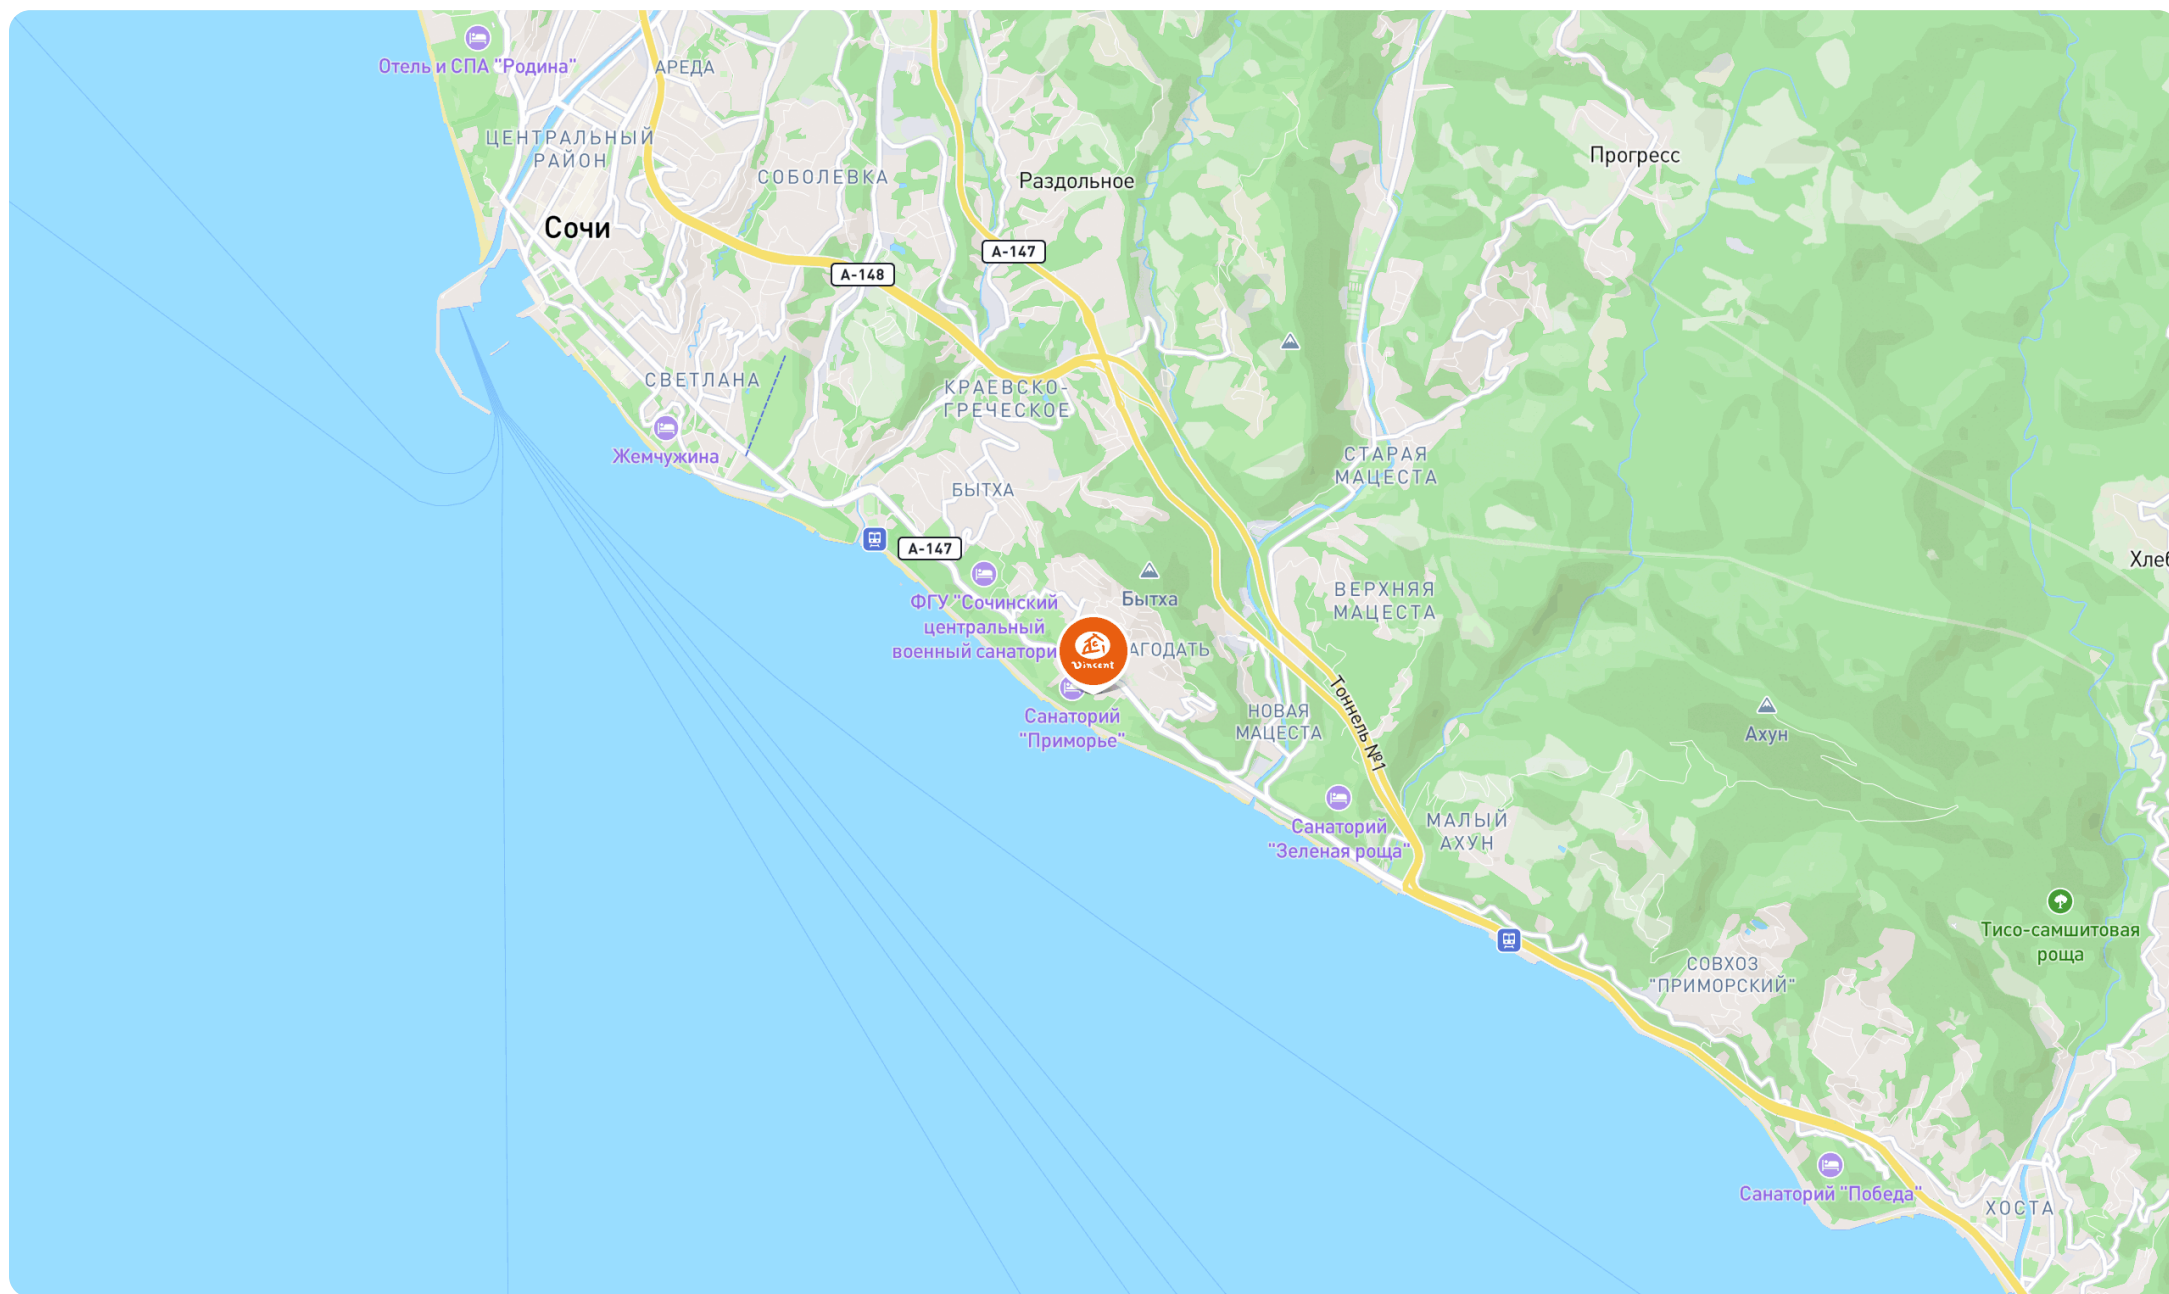 Отель и СПА "Родина"
АРЕДА
ЦЕНТРАЛЬНЫЙ
РАЙОН
СОБОЛЕВКА
Раздольное
Прогресс
Сочи
А-147
А-148
СВЕТЛАНА
КРАЕВСКО-
ГРЕЧЕСКОЕ
Жемчужина
СТАРАЯ
МАЦЕСТА
БЫТХА
А-147
Хлеб
ФГУ "Сочинский
центральный
военный санатори
Бытха
ВЕРХНЯЯ
МАЦЕСТА
Vincent
АГОДАТЬ
Санаторий
"Приморье"
НОВАЯ
МАЦЕСТА
Тоннель №1
Ахун
Санаторий
"Зеленая роща"
МАЛЫЙ
АХУН
Тисо-самшитовая
роща
СОВХОЗ
"ПРИМОРСКИЙ"
Санаторий "Победа"
ХОСТА